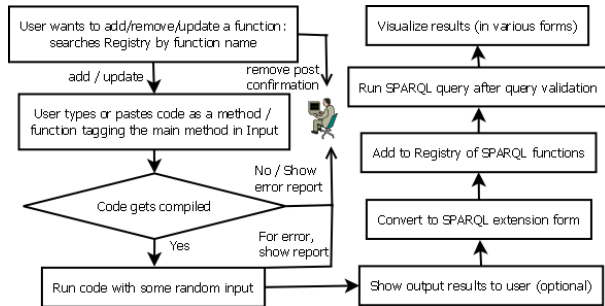 User wants to add/remove/update a function:
searches Registry by function name
add / update
remove post
confirmation
User types or pastes code as a method /
function tagging the main method in Input
No / Show
error report
Code gets compiled
Yes
For error,
show report
Run code with some random input
Show output results to user (optional)
Convert to SPARQL extension form
Add to Registry of SPARQL functions
Run SPARQL query after query validation
Visualize results (in various forms)